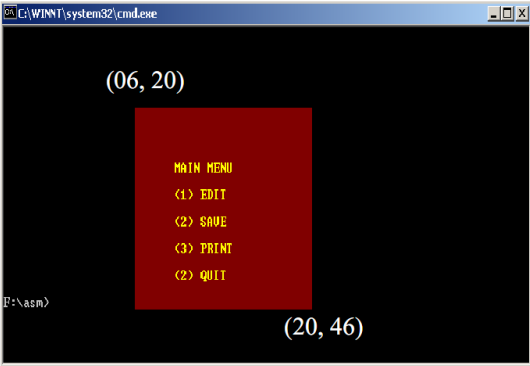 C:\WINNT\system32\cmd.exe
(06, 20)
MAIN MENU
(1) EDIT
(2) SAVE
(3) PRINT
(2) QUIT
F:\asm>
(20, 46)